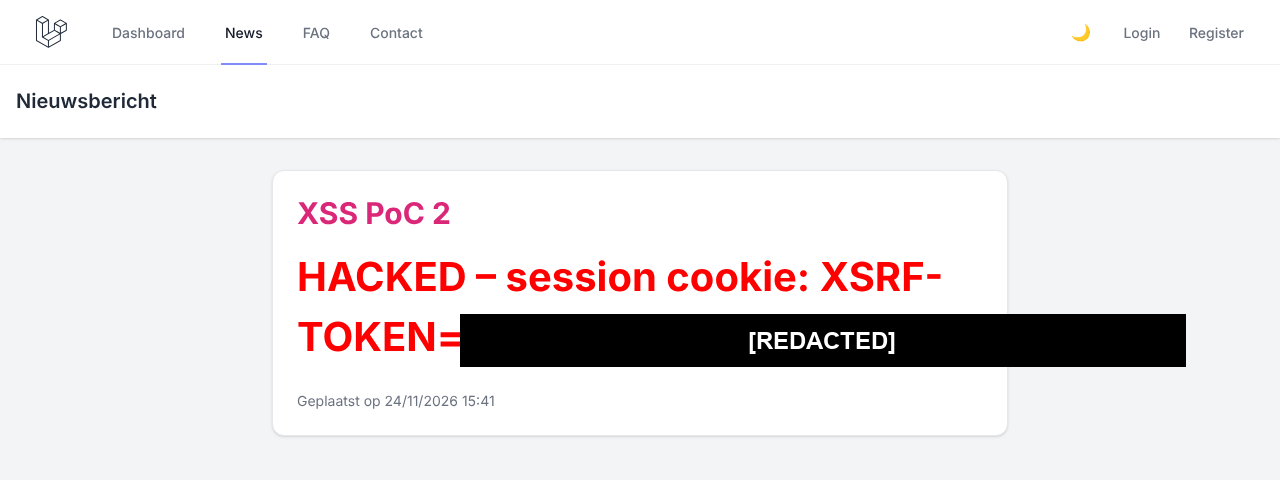 Dashboard News FAQ Contact Login Register
Nieuwsbericht
XSS PoC 2
HACKED – session cookie: XSRF-
TOKEN=[REDACTED]
Geplaatst op 24/11/2026 15:41